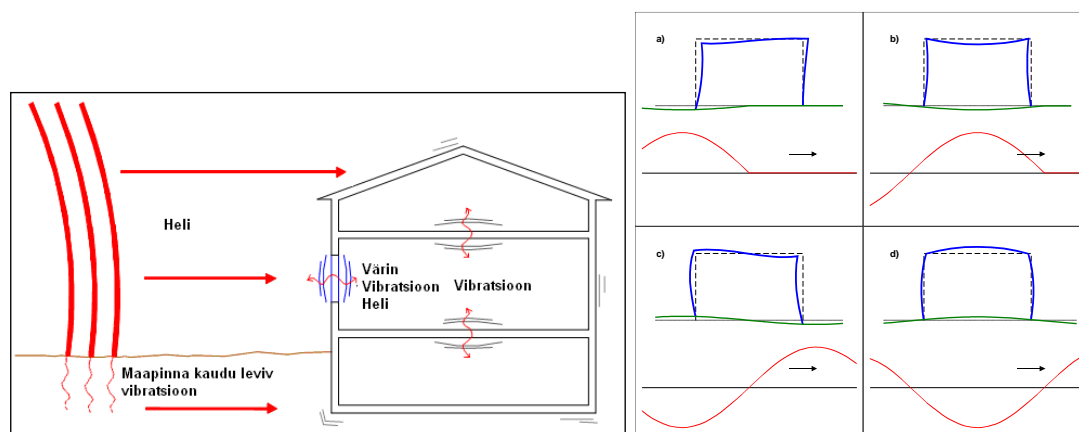 Heli
Värin
Vibratsioon
Heli
Vibratsioon
Maapinna kaudu leviv
vibratsioon
a)
b)
c)
d)